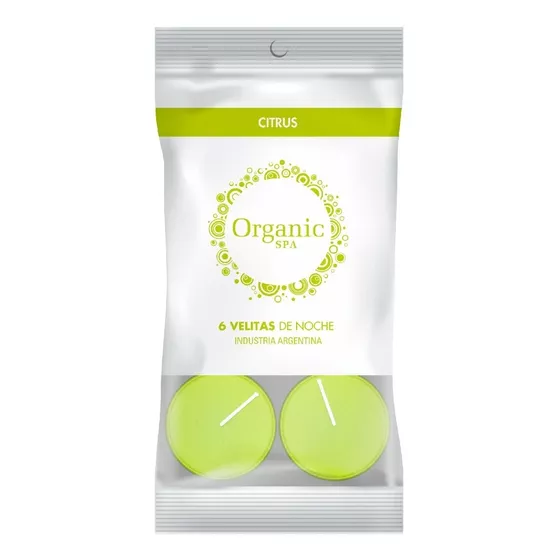 CITRUS
Organic
SPA
6 VELITAS DE NOCHE
INDUSTRIA ARGENTINA